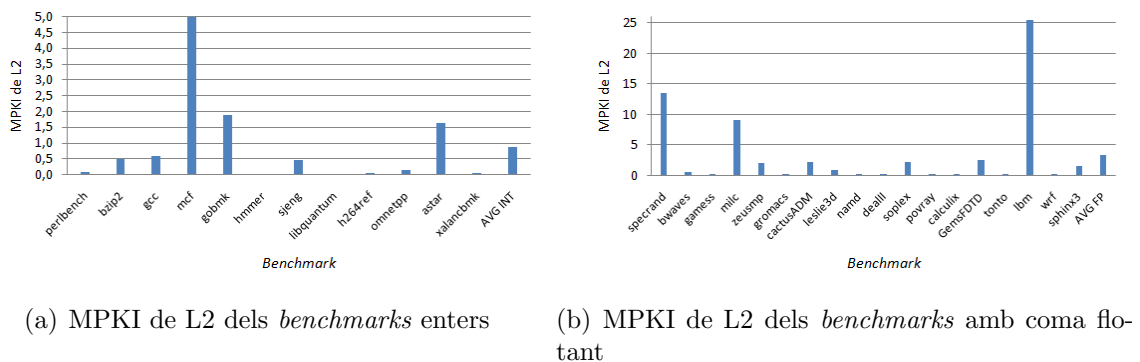 MPKI de L2
5,0
4,5
4,0
3,5
3,0
2,5
2,0
1,5
1,0
0,5
0,0
perlbench
bzip2
gcc
mcf
gobmk
hmmer
sjeng
libquantum
h264ref
omnetpp
astar
xalancbmk
AVG INT
Benchmark
(a) MPKI de L2 dels benchmarks enters
MPKI de L2
25
20
15
10
5
0
specrand
bwaves
gamess
milc
zeusmp
gromacs
cactusADM
leslie3d
namd
dealII
soplex
povray
calculix
GemsFDTD
tonto
lbm
wrf
sphinx3
AVG FP
Benchmark
(b) MPKI de L2 dels benchmarks amb coma flo-
tant